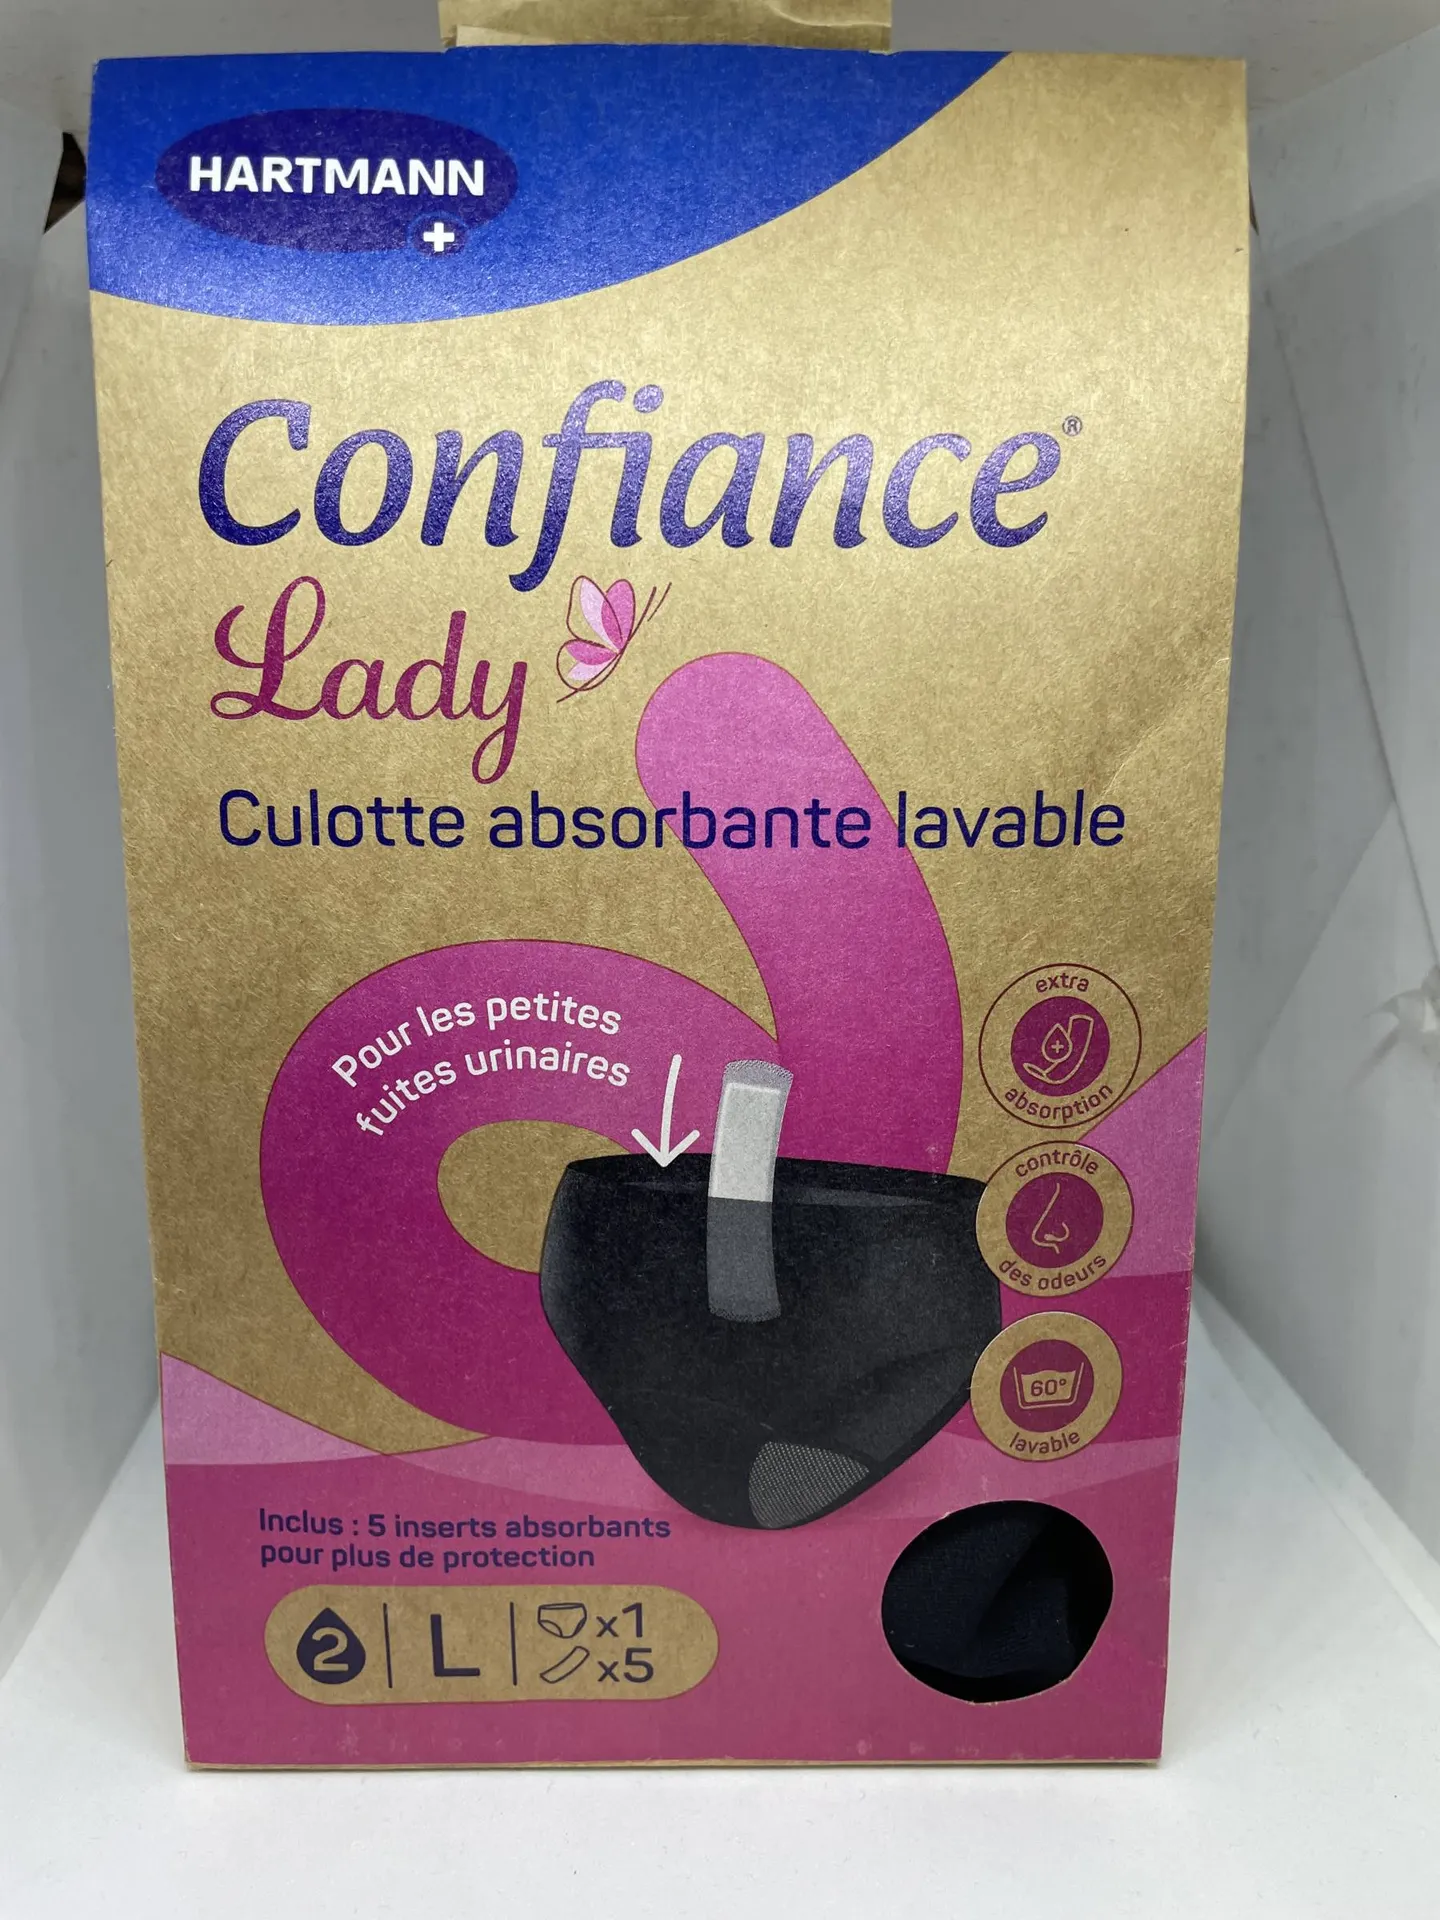 HARTMANN
Confiance®
Lady
Culotte absorbante lavable
Pour les petites
fuites urinaires
extra
absorption
contrôle
des odeurs
60°
lavable
Inclus : 5 inserts absorbants
pour plus de protection
2 L x1
x5